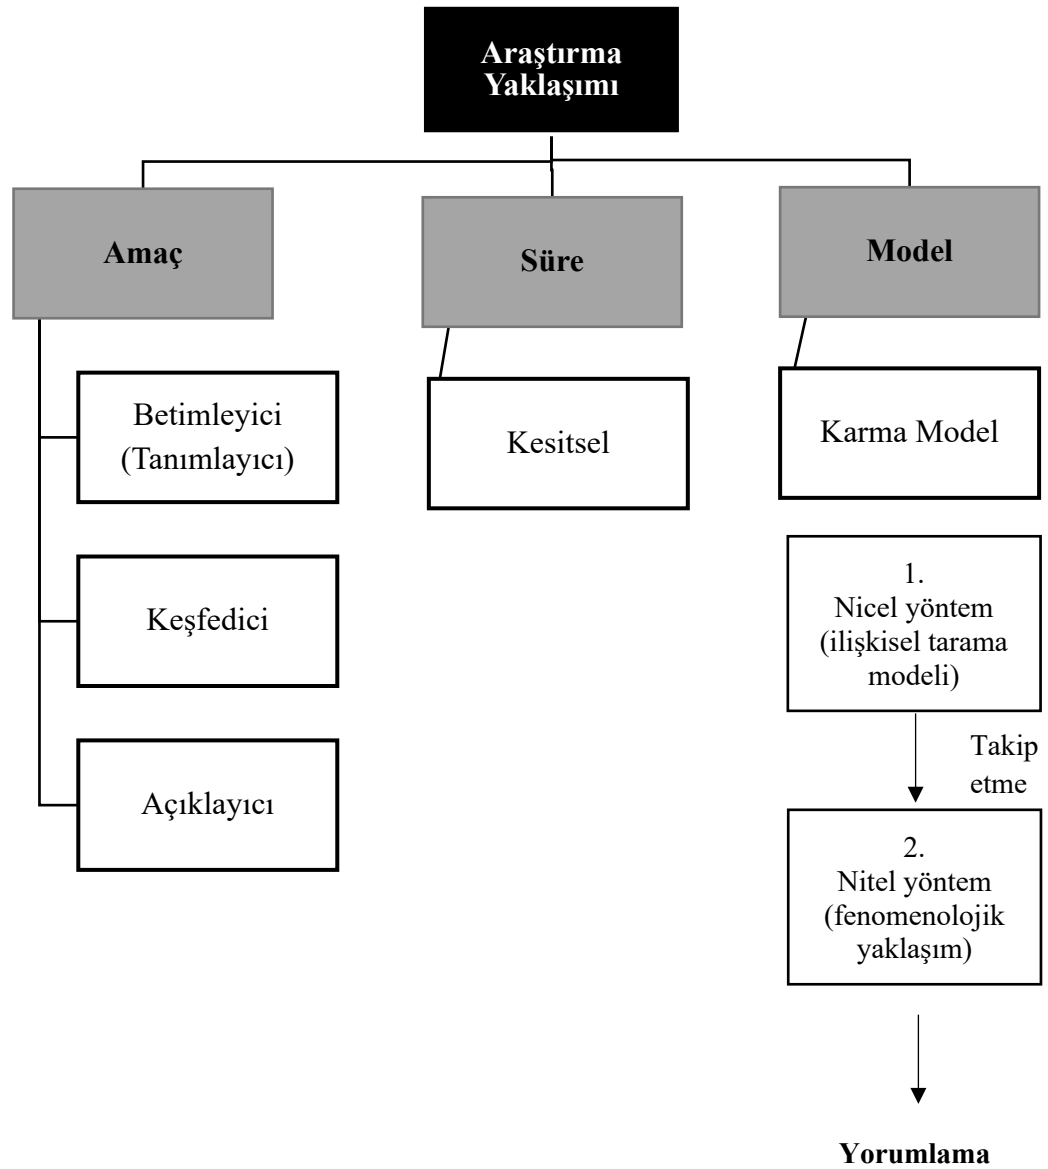 Araştırma
Yaklaşımı
Amaç
Süre
Model
Betimleyici
(Tanımlayıcı)
Keşfedici
Açıklayıcı
Kesitsel
Karma Model
1.
Nicel yöntem
(ilişkisel tarama
modeli)
Takip
etme
2.
Nitel yöntem
(fenomenolojik
yaklaşım)
Yorumlama